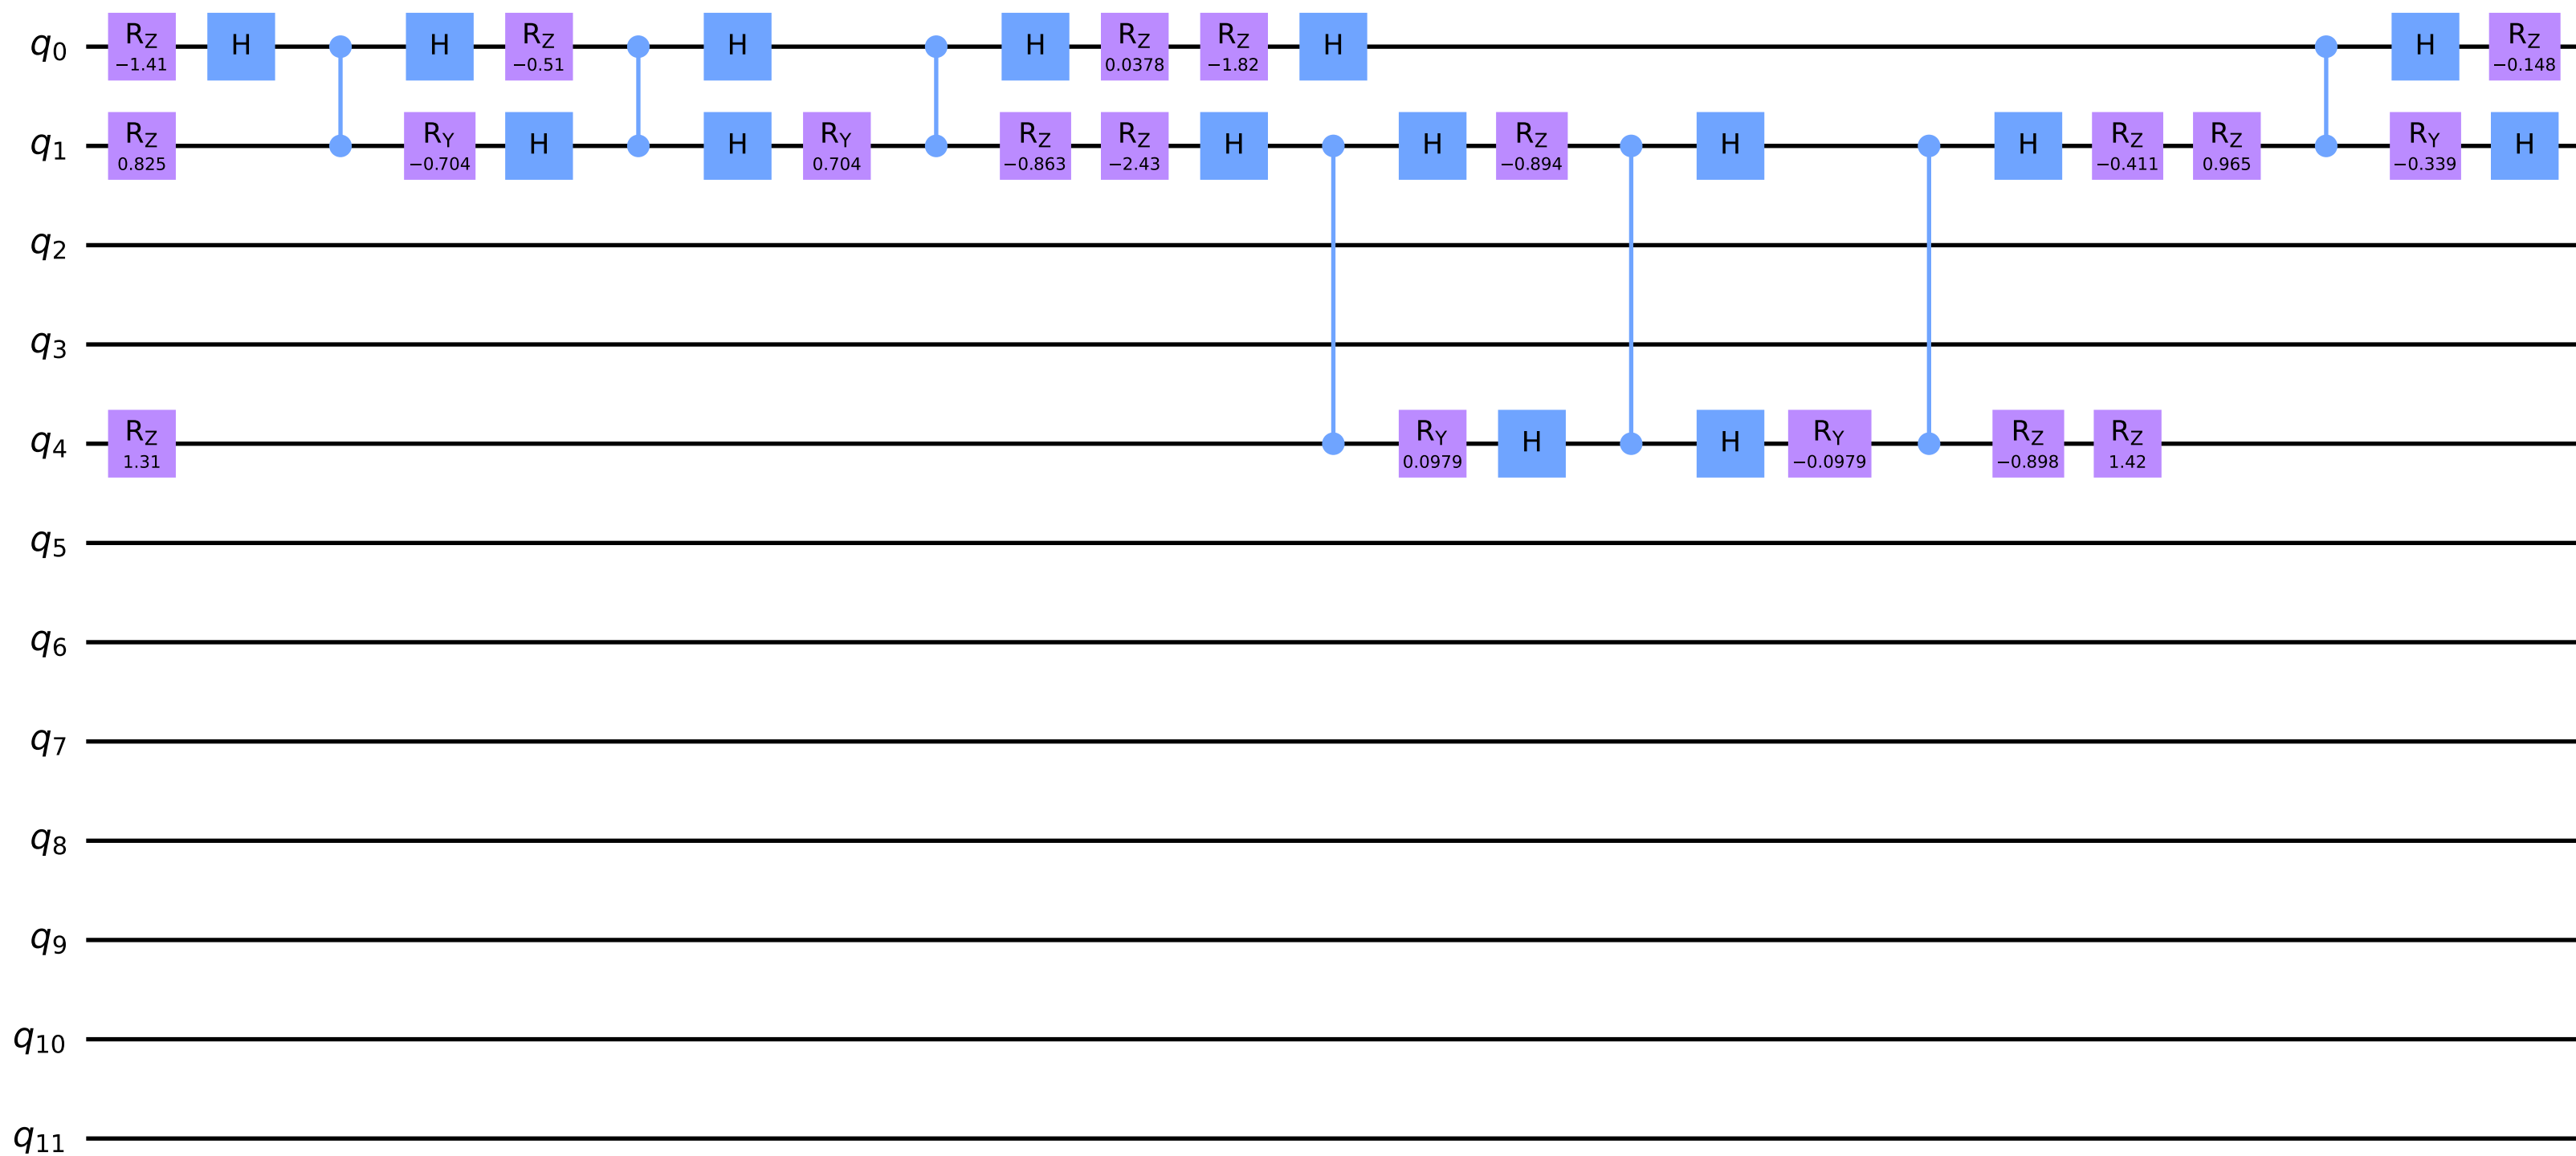 q0 RZ −1.41 H H RZ −0.51 H H RZ 0.0378 RZ −1.82 H H RZ −0.148
q1 RZ 0.825 RY −0.704 H H RY 0.704 RZ −0.863 RZ −2.43 H H RZ −0.894 H H RZ −0.411 RZ 0.965 RY −0.339 H
q2
q3
q4 RZ 1.31 RY 0.0979 H H RY −0.0979 RZ −0.898 RZ 1.42
q5
q6
q7
q8
q9
q10
q11